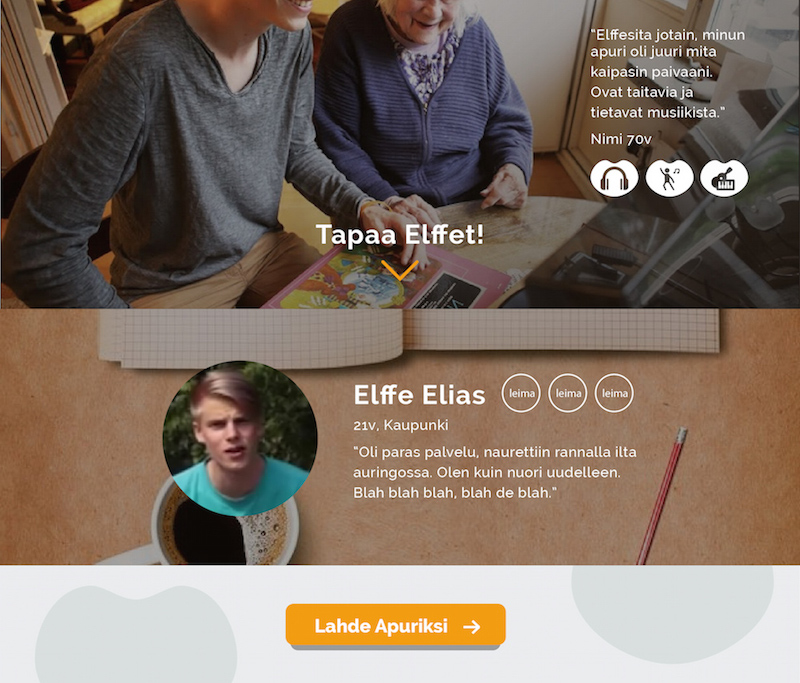 “Elffesita jotain, minun
apuri oli juuri mita
kaipasin paivaani.
Ovat taitavia ja
tietavat musiikista.”
Nimi 70v
Tapaa Elffet!
Elffe Elias leima leima leima
21v, Kaupunki
“Oli paras palvelu, naurettiin rannalla ilta
auringossa. Olen kuin nuori uudelleen.
Blah blah blah, blah de blah.”
Lahde Apuriksi